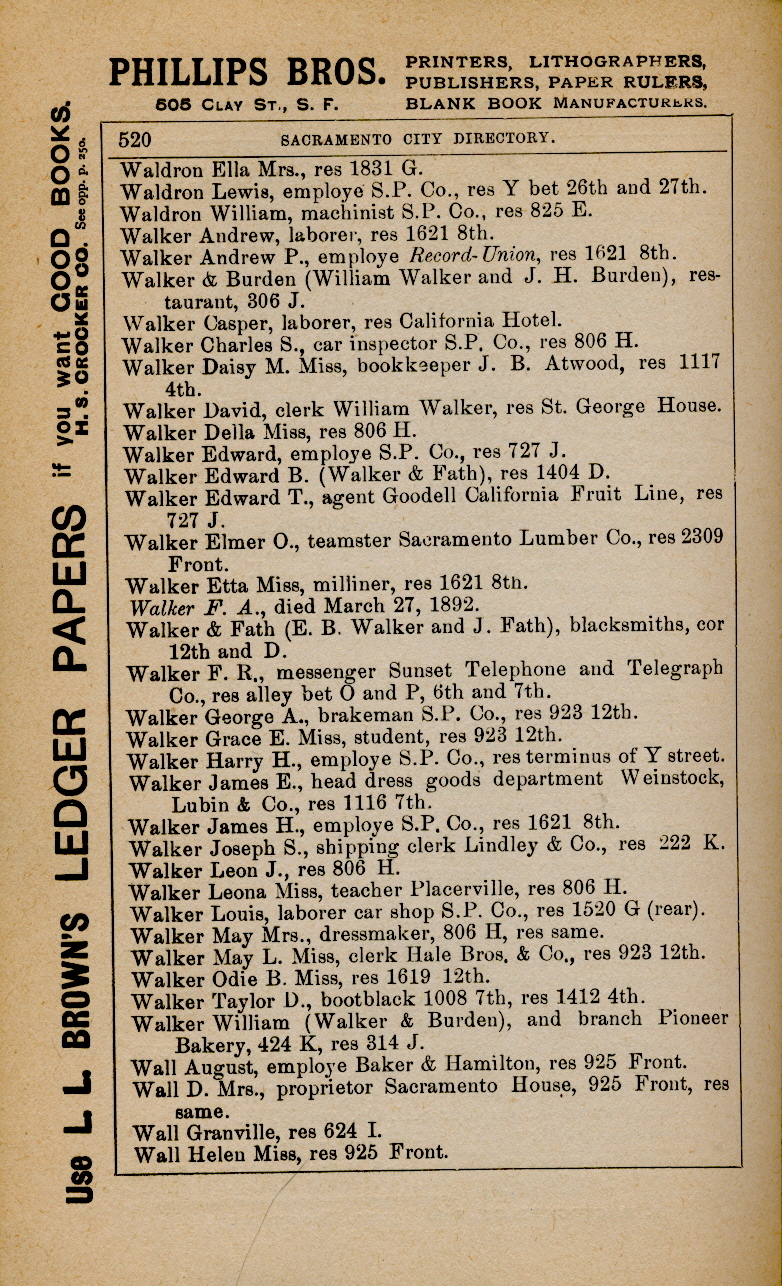 PHILLIPS BROS.
605 CLAY ST., S. F.
PRINTERS, LITHOGRAPHERS,
PUBLISHERS, PAPER RULERS,
BLANK BOOK MANUFACTURERS.
Use L. L. BROWN'S LEDGER PAPERS if you want GOOD BOOKS.
H. S. CROCKER CO. See opp. p. 250.
520 SACRAMENTO CITY DIRECTORY.
Waldron Ella Mrs., res 1831 G.
Waldron Lewis, employe S.P. Co., res Y bet 26th and 27th.
Waldron William, machinist S.P. Co., res 825 E.
Walker Andrew, laborer, res 1621 8th.
Walker Andrew P., employe Record-Union, res 1621 8th.
Walker & Burden (William Walker and J. H. Burden), res-
taurant, 306 J.
Walker Casper, laborer, res California Hotel.
Walker Charles S., car inspector S.P. Co., res 806 H.
Walker Daisy M. Miss, bookkeeper J. B. Atwood, res 1117
4th.
Walker David, clerk William Walker, res St. George House.
Walker Della Miss, res 806 H.
Walker Edward, employe S.P. Co., res 727 J.
Walker Edward B. (Walker & Fath), res 1404 D.
Walker Edward T., agent Goodell California Fruit Line, res
727 J.
Walker Elmer O., teamster Sacramento Lumber Co., res 2309
Front.
Walker Etta Miss, milliner, res 1621 8th.
Walker F. A., died March 27, 1892.
Walker & Fath (E. B. Walker and J. Fath), blacksmiths, cor
12th and D.
Walker F. R., messenger Sunset Telephone and Telegraph
Co., res alley bet O and P, 6th and 7th.
Walker George A., brakeman S.P. Co., res 923 12th.
Walker Grace E. Miss, student, res 923 12th.
Walker Harry H., employe S.P. Co., res terminus of Y street.
Walker James E., head dress goods department Weinstock,
Lubin & Co., res 1116 7th.
Walker James H., employe S.P. Co., res 1621 8th.
Walker Joseph S., shipping clerk Lindley & Co., res 222 K.
Walker Leon J., res 806 H.
Walker Leona Miss, teacher Placerville, res 806 H.
Walker Louis, laborer car shop S.P. Co., res 1520 G (rear).
Walker May Mrs., dressmaker, 806 H, res same.
Walker May L. Miss, clerk Hale Bros. & Co., res 923 12th.
Walker Odie B. Miss, res 1619 12th.
Walker Taylor D., bootblack 1008 7th, res 1412 4th.
Walker William (Walker & Burden), and branch Pioneer
Bakery, 424 K, res 314 J.
Wall August, employe Baker & Hamilton, res 925 Front.
Wall D. Mrs., proprietor Sacramento House, 925 Front, res
same.
Wall Granville, res 624 I.
Wall Helen Miss, res 925 Front.